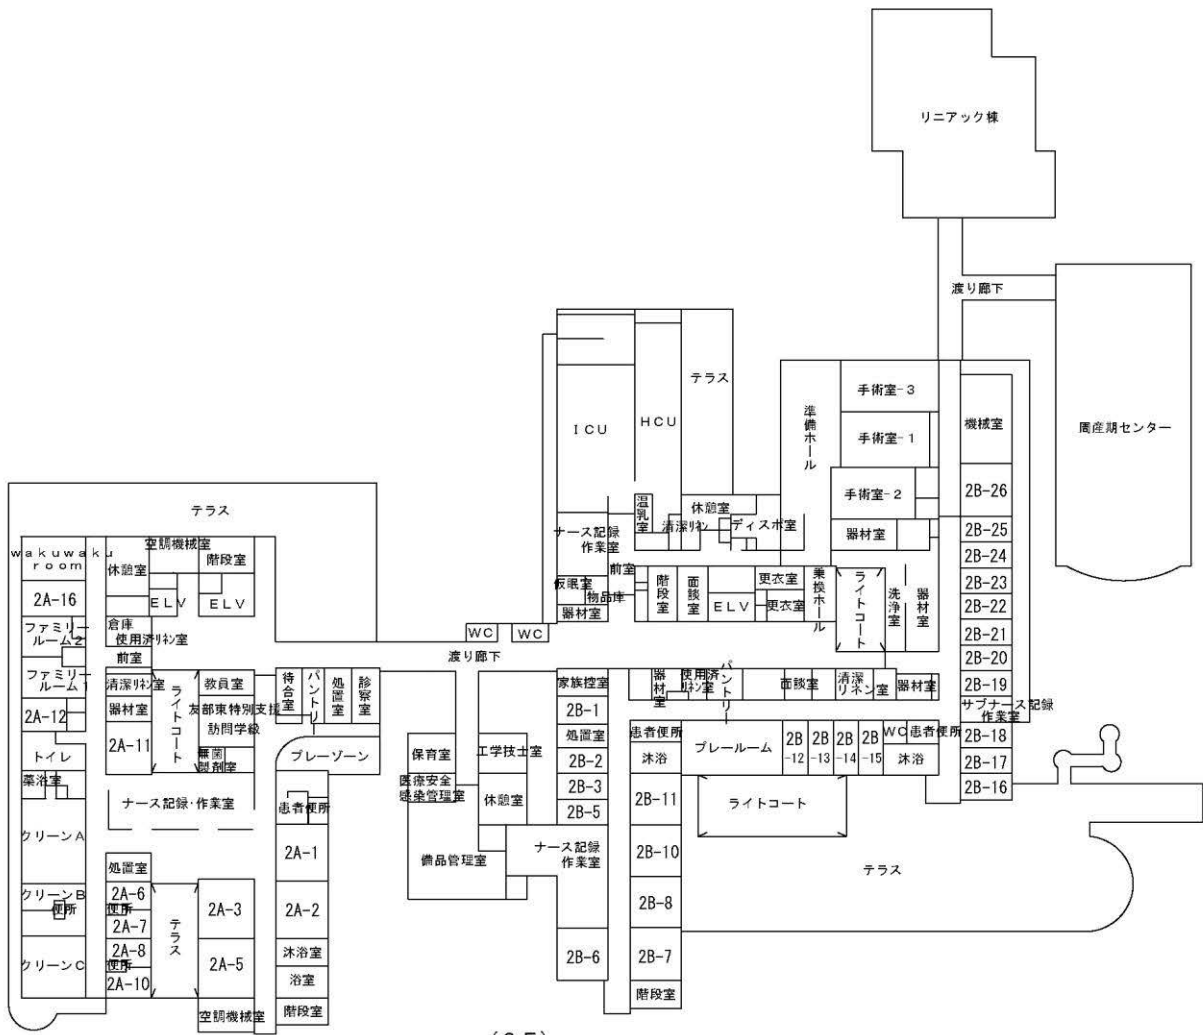 リニアック棟
渡り廊下
周産期センター
テラス
ICU
HCU
準備ホール
手術室-3
手術室-1
手術室-2
器材室
機械室
2B-26
2B-25
2B-24
2B-23
2B-22
2B-21
2B-20
2B-19
サブナース記録
作業室
2B-18
2B-17
2B-16
温乳室
休憩室
清潔リネン
ディスポ室
ナース記録
作業室
仮眠室
前室
物品庫
器材室
階段室
面談室
ELV
更衣室
更衣室
乗換ホール
ライトコート
洗浄室
器材室
テラス
wakuwaku
room
休憩室
空調機械室
階段室
2A-16
ELV
ELV
ファミリー
ルーム2
倉庫
使用済リネン室
前室
WC
WC
渡り廊下
ファミリー
ルーム1
清潔リネン室
ライトコート
教員室
待合室
パントリー
処置室
診察室
2A-12
器材室
友部東特別支援
訪問学級
2A-11
無菌
製剤室
トイレ
薬浴室
プレーゾーン
ナース記録・作業室
患者便所
クリーンA
2A-1
処置室
クリーンB
便所
2A-6
便所
2A-7
テラス
2A-3
2A-2
クリーンC
2A-8
便所
2A-10
2A-5
沐浴室
浴室
空調機械室
階段室
家族控室
2B-1
処置室
2B-2
2B-3
2B-5
保育室
工学技士室
医療安全
感染管理室
休憩室
備品管理室
ナース記録
作業室
2B-6
器材室
使用済
リネン室
パントリー
面談室
清潔
リネン室
器材室
患者便所
沐浴
プレールーム
2B
-12
2B
-13
2B
-14
2B
-15
WC
患者便所
沐浴
2B-11
ライトコート
2B-10
2B-8
2B-7
階段室
テラス